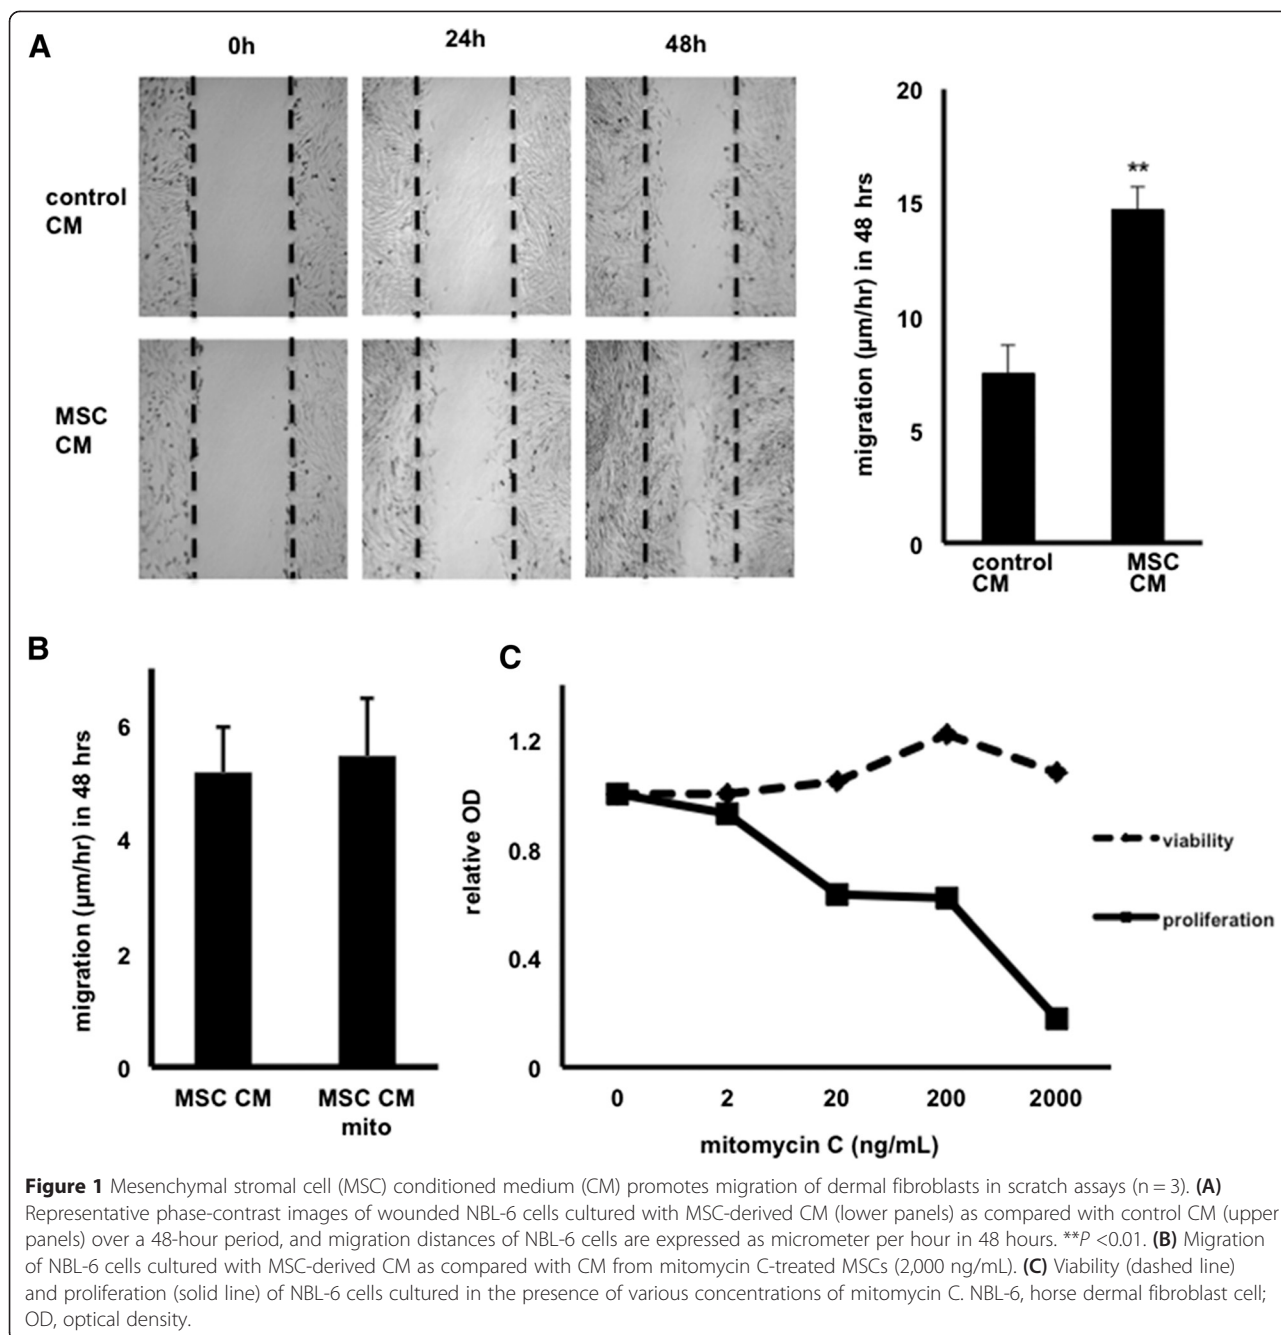 A
0h
24h
48h
control
CM
MSC
CM
20
15
10
5
0
migration (µm/hr) in 48 hrs
**
control
CM
MSC
CM
B
6
4
2
0
migration (µm/hr) in 48 hrs
MSC CM
MSC CM
mito
C
1.2
0.8
0.4
0
relative OD
viability
proliferation
0
2
20
200
2000
mitomycin C (ng/mL)
Figure 1 Mesenchymal stromal cell (MSC) conditioned medium (CM) promotes migration of dermal fibroblasts in scratch assays (n = 3). (A)
Representative phase-contrast images of wounded NBL-6 cells cultured with MSC-derived CM (lower panels) as compared with control CM (upper
panels) over a 48-hour period, and migration distances of NBL-6 cells are expressed as micrometer per hour in 48 hours. **P <0.01. (B) Migration
of NBL-6 cells cultured with MSC-derived CM as compared with CM from mitomycin C-treated MSCs (2,000 ng/mL). (C) Viability (dashed line)
and proliferation (solid line) of NBL-6 cells cultured in the presence of various concentrations of mitomycin C. NBL-6, horse dermal fibroblast cell;
OD, optical density.